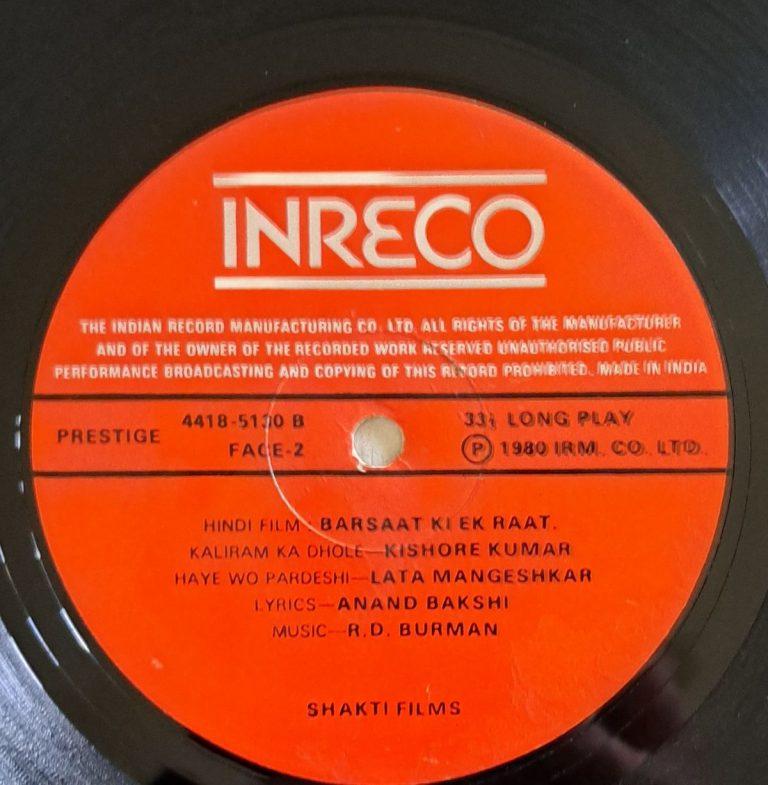 INRECO
THE INDIAN RECORD MANUFACTURING CO. LTD. ALL RIGHTS OF THE MANUFACTURER
AND OF THE OWNER OF THE RECORDED WORK RESERVED UNAUTHORISED PUBLIC
PERFORMANCE BROADCASTING AND COPYING OF THIS RECORD PROHIBITED. MADE IN INDIA
PRESTIGE 4418-5130 B 33⅓ LONG PLAY
FACE-2 Ⓟ 1980 IRM. CO. LTD.
HINDI FILM : BARSAAT KI EK RAAT.
KALIRAM KA DHOLE—KISHORE KUMAR
HAYE WO PARDESHI—LATA MANGESHKAR
LYRICS—ANAND BAKSHI
MUSIC—R.D. BURMAN
SHAKTI FILMS